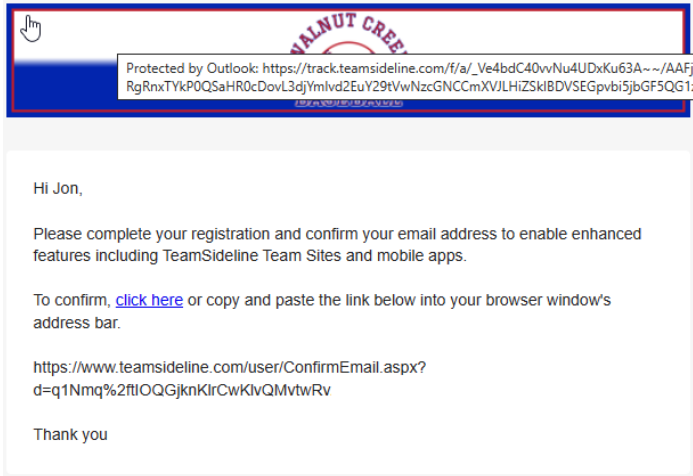 ALNUT CRE
Protected by Outlook: https://track.teamsideline.com/f/a/_Ve4bdC40vvNu4UDxKu63A~~/AAFj
RgRnxTYkP0QSaHR0cDovL3djYmlvd2EuY29tVwNzcGNCCmXVJLHiZSklBDVSEGpvbi5jbGF5QG1z
Hi Jon,
Please complete your registration and confirm your email address to enable enhanced
features including TeamSideline Team Sites and mobile apps.
To confirm, click here or copy and paste the link below into your browser window's
address bar.
https://www.teamsideline.com/user/ConfirmEmail.aspx?
d=q1Nmq%2ftlOQGjknKlrCwKlvQMvtwRv
Thank you